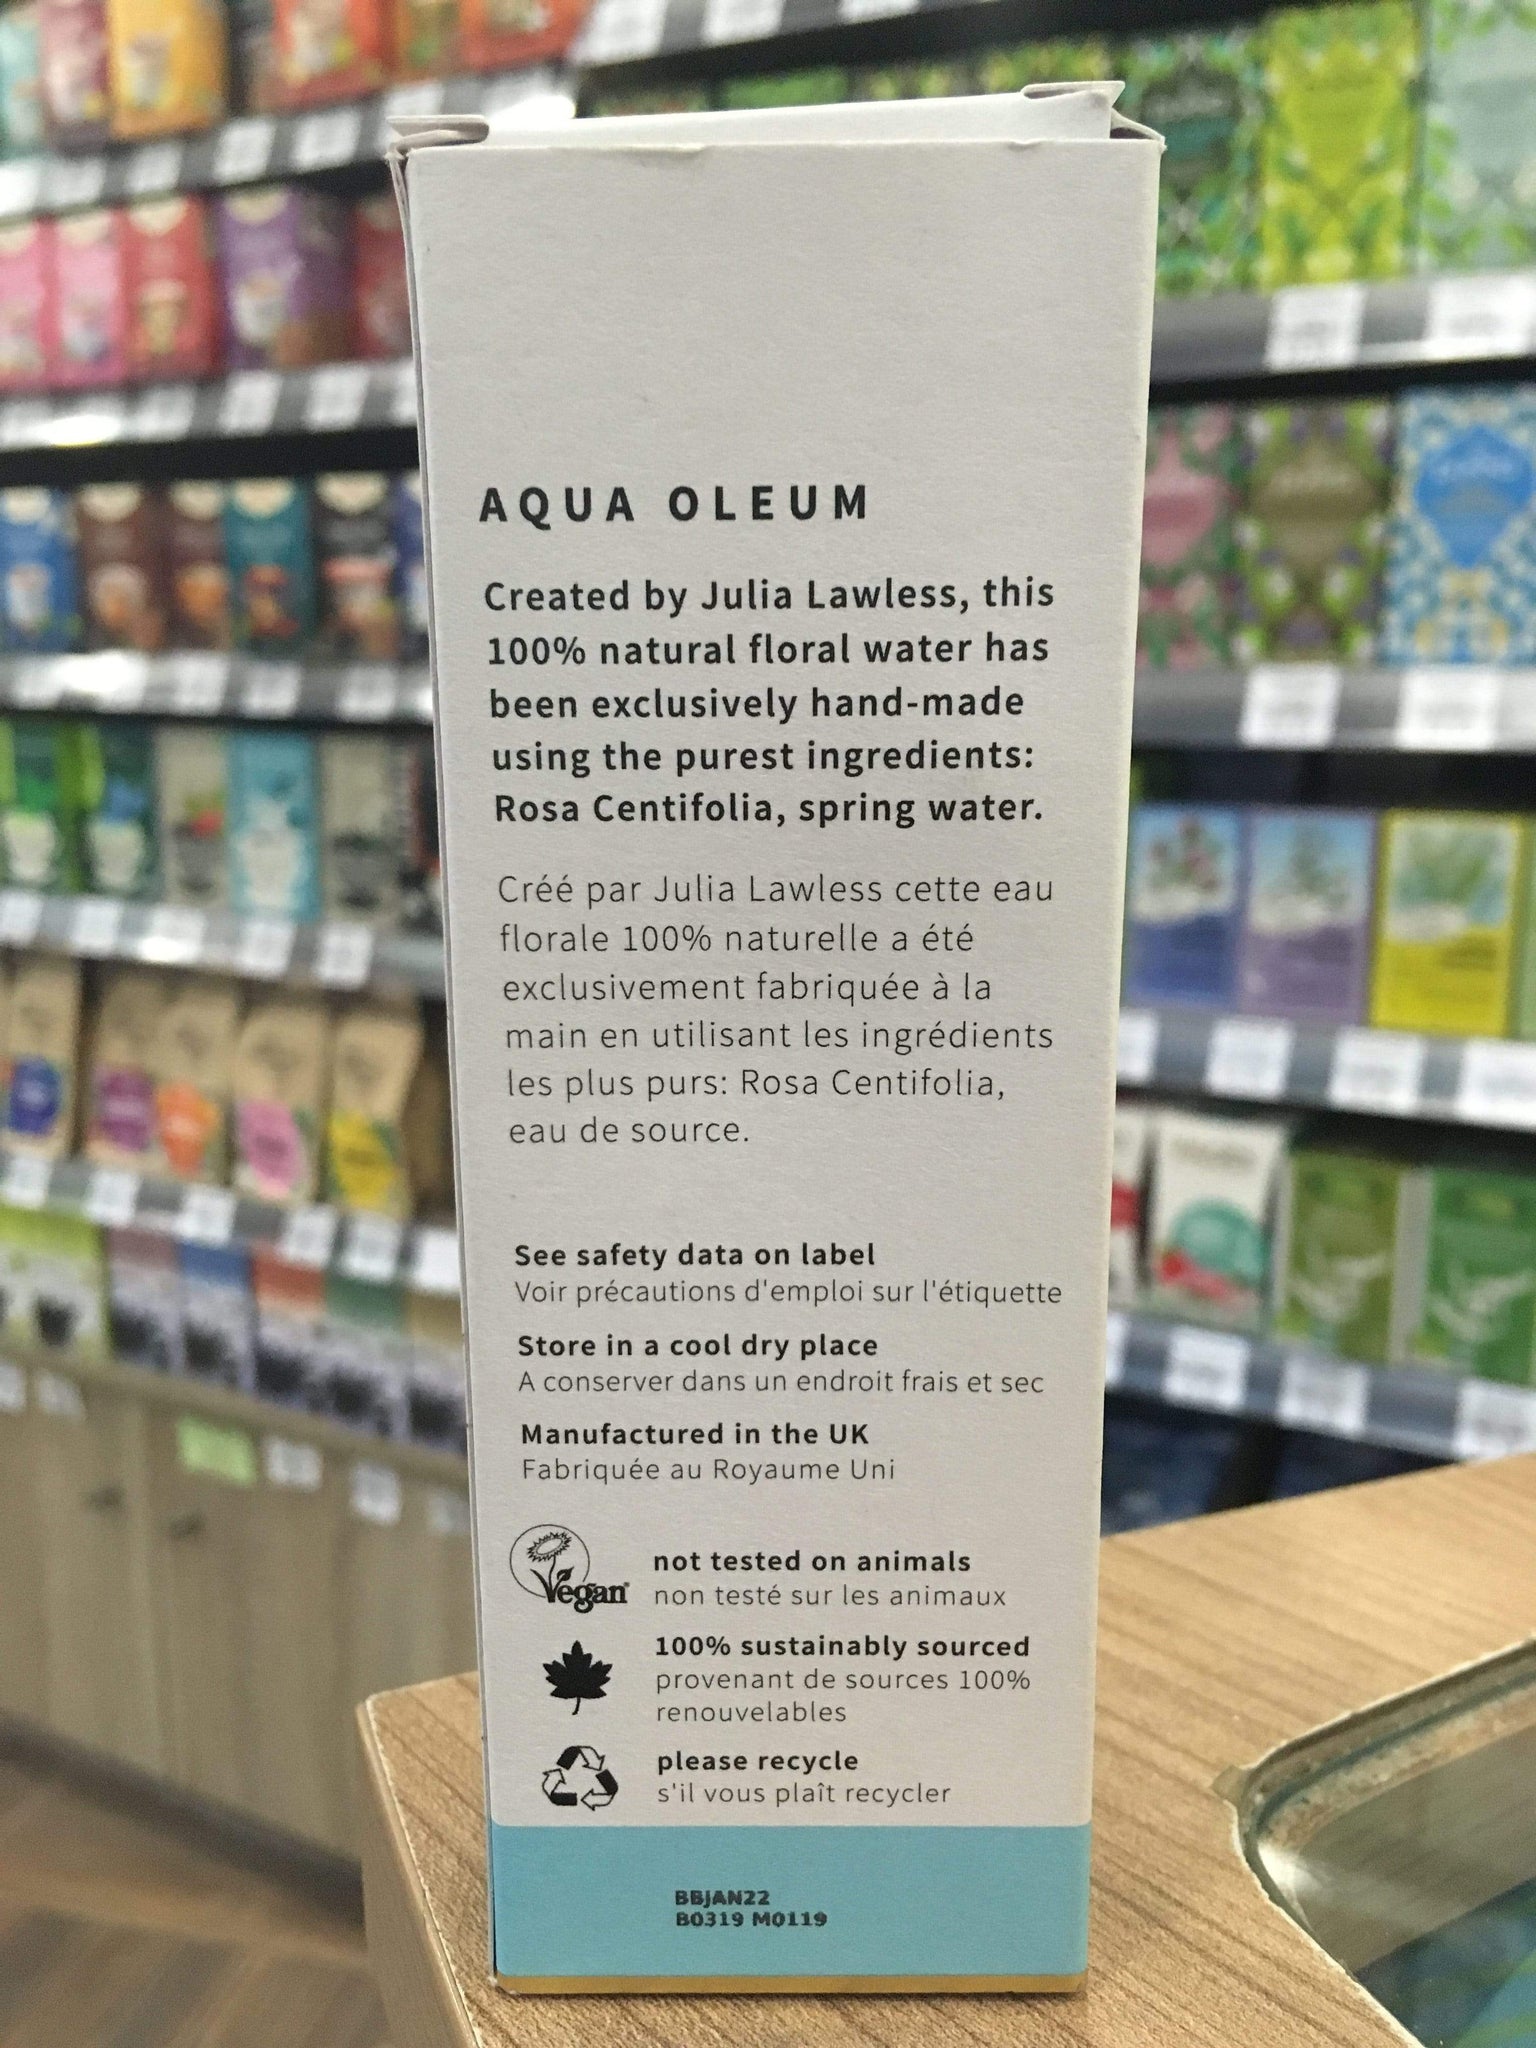 AQUA OLEUM
Created by Julia Lawless, this
100% natural floral water has
been exclusively hand-made
using the purest ingredients:
Rosa Centifolia, spring water.
Créé par Julia Lawless cette eau
florale 100% naturelle a été
exclusivement fabriquée à la
main en utilisant les ingrédients
les plus purs: Rosa Centifolia,
eau de source.
See safety data on label
Voir précautions d'emploi sur l'étiquette
Store in a cool dry place
A conserver dans un endroit frais et sec
Manufactured in the UK
Fabriquée au Royaume Uni
Vegan
not tested on animals
non testé sur les animaux
100% sustainably sourced
provenant de sources 100%
renouvelables
please recycle
s'il vous plaît recycler
BBJAN22
B0319 M0119